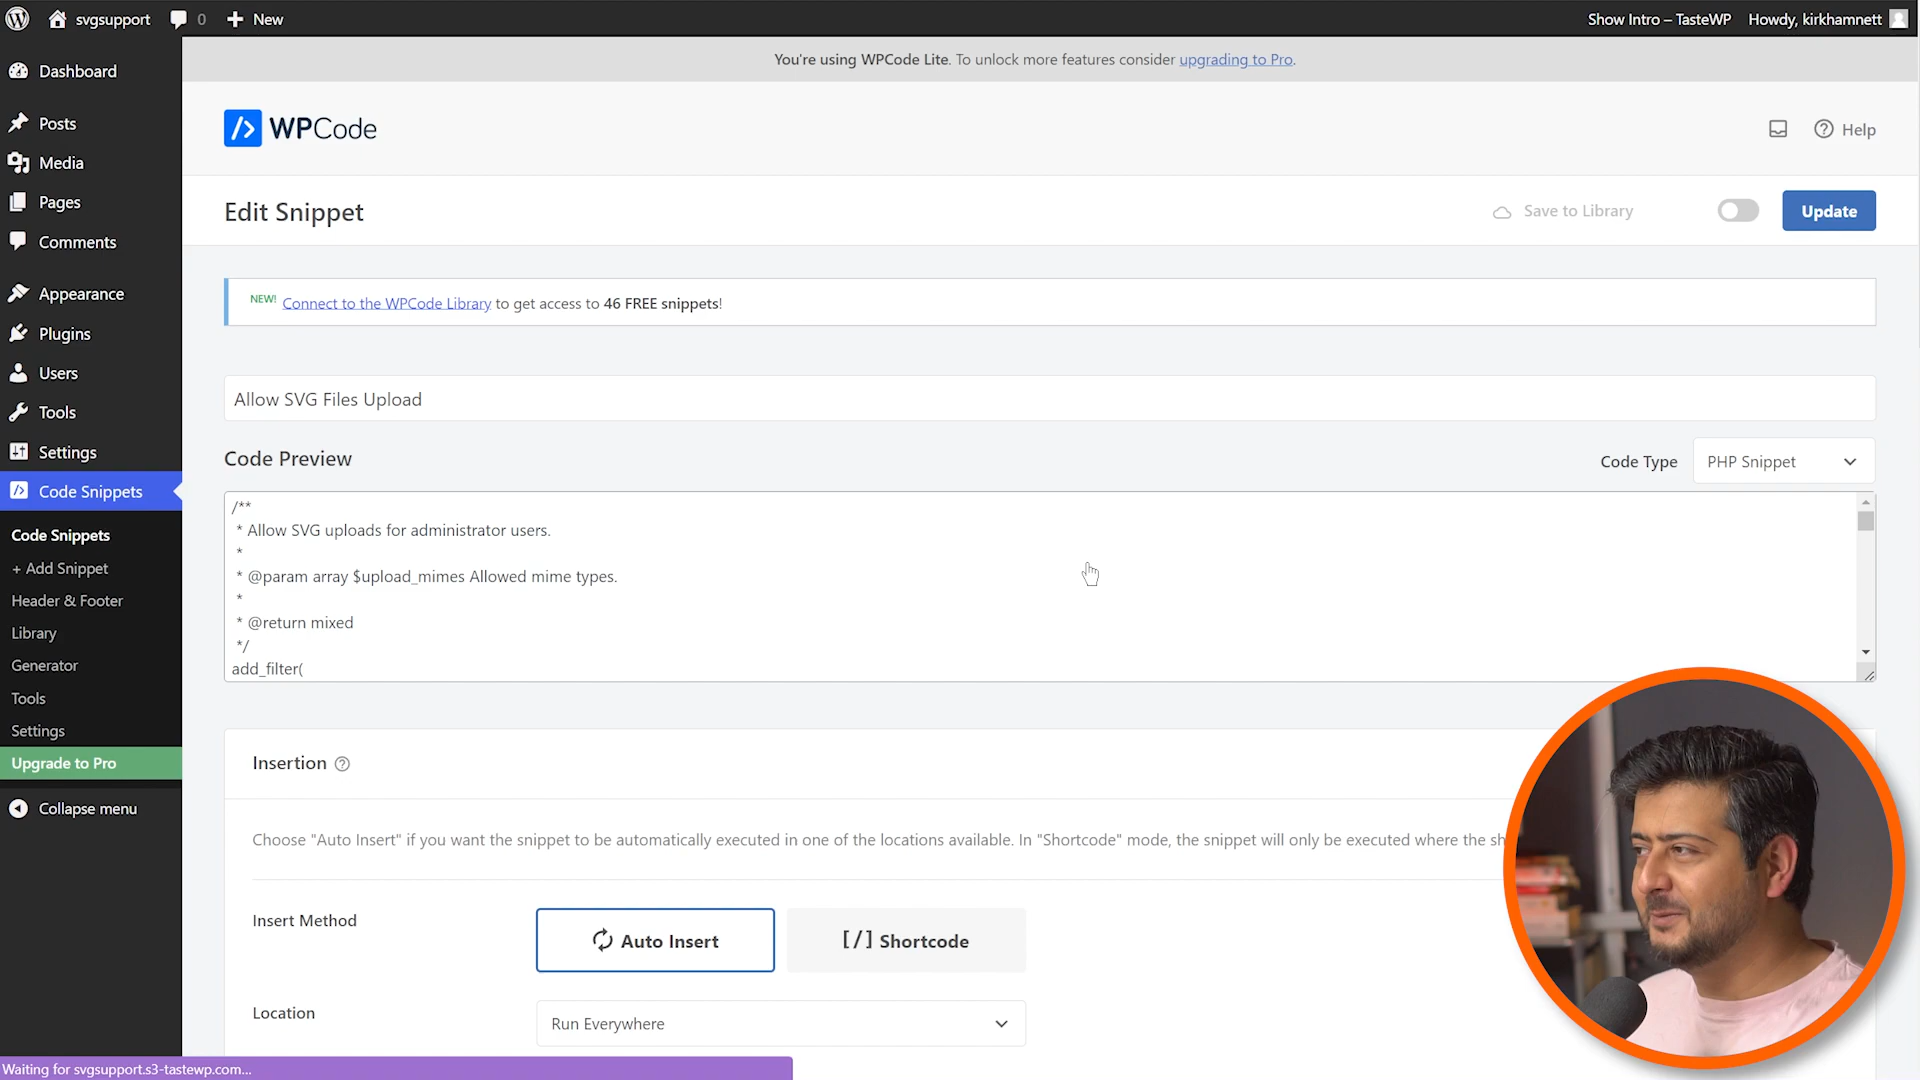 svgsupport
0
New
Show Intro – TasteWP
Howdy, kirkhamnett
Dashboard
Posts
Media
Pages
Comments
Appearance
Plugins
Users
Tools
Settings
Code Snippets
Code Snippets
+ Add Snippet
Header & Footer
Library
Generator
Tools
Settings
Upgrade to Pro
Collapse menu
You're using WPCode Lite. To unlock more features consider upgrading to Pro.
WPCode
Help
Edit Snippet
Save to Library
Update
NEW! Connect to the WPCode Library to get access to 46 FREE snippets!
Allow SVG Files Upload
Code Preview
Code Type
PHP Snippet
/**
* Allow SVG uploads for administrator users.
*
* @param array $upload_mimes Allowed mime types.
*
* @return mixed
*/
add_filter(
Insertion
Choose "Auto Insert" if you want the snippet to be automatically executed in one of the locations available. In "Shortcode" mode, the snippet will only be executed where the sh
Insert Method
Auto Insert
[/] Shortcode
Location
Run Everywhere
Waiting for svgsupport.s3-tastewp.com...